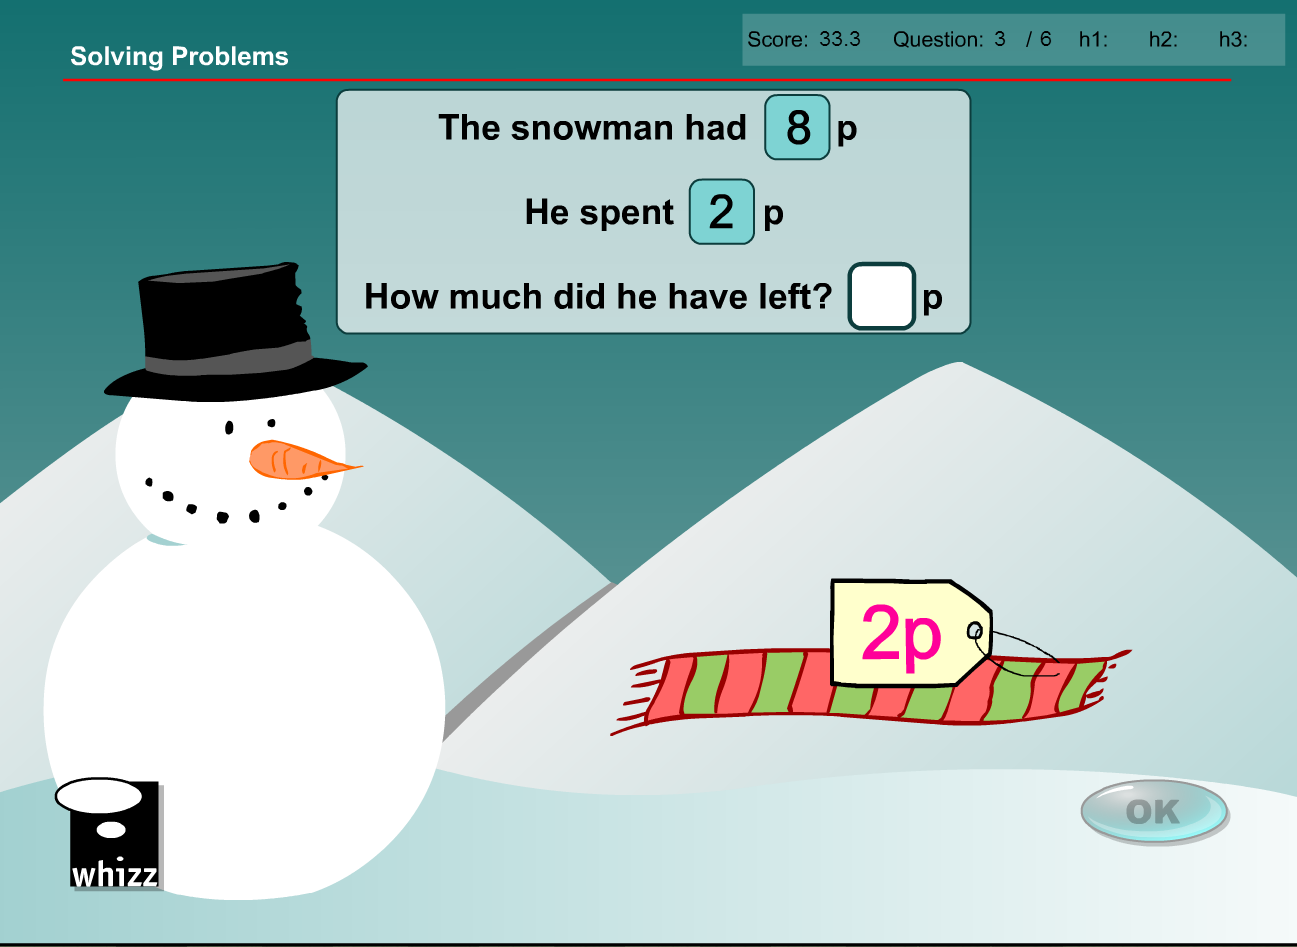 Solving Problems
Score: 33.3 Question: 3 / 6 h1: h2: h3:
The snowman had 8 p
He spent 2 p
How much did he have left? p
2p
OK
whizz